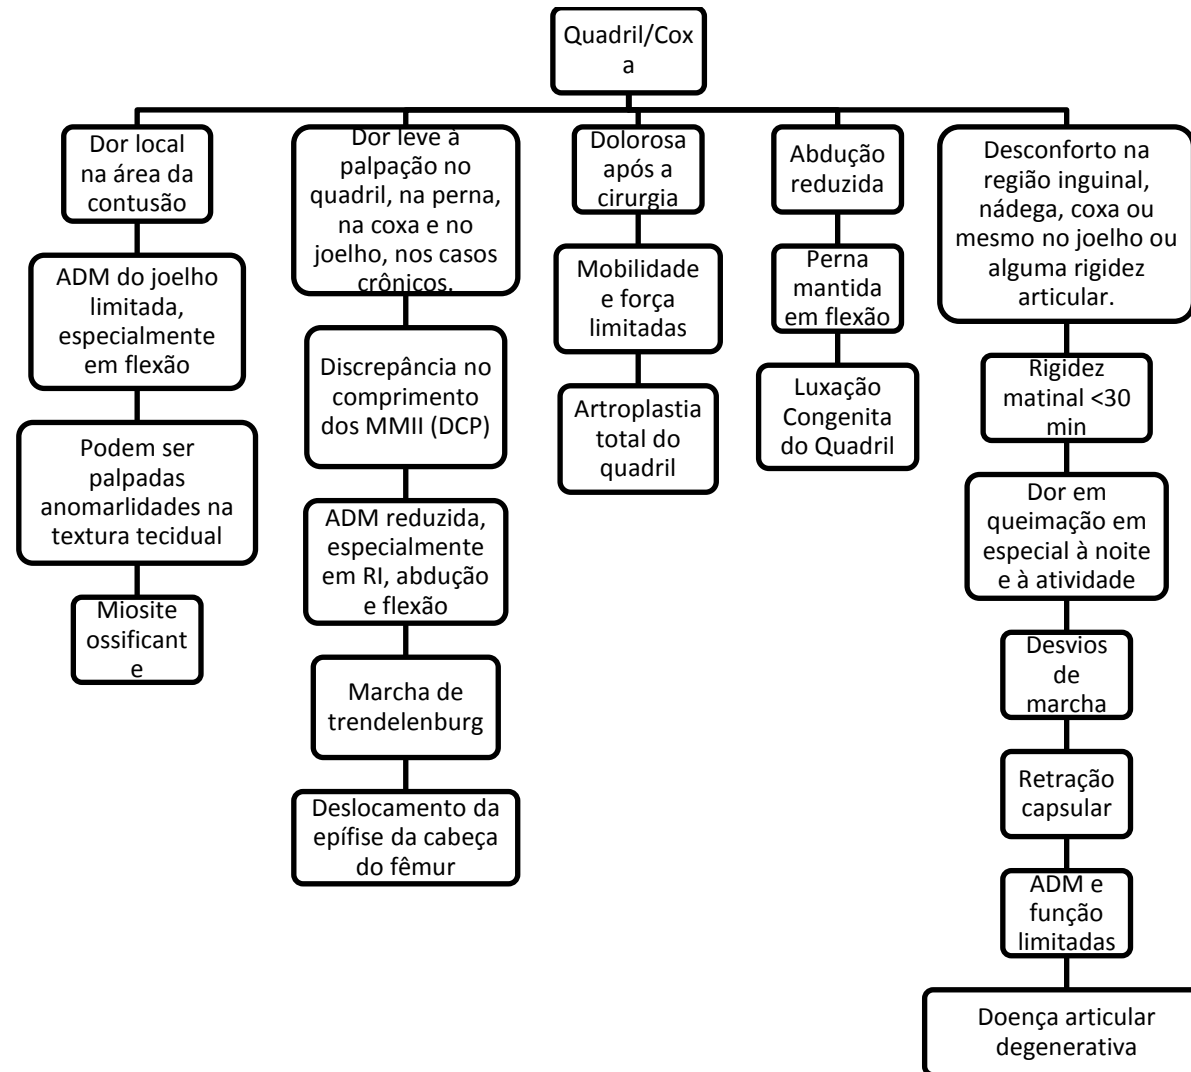 Quadril/Cox
a
Dor local
na área da
contusão
ADM do joelho
limitada,
especialmente
em flexão
Podem ser
palpadas
anomarlidades na
textura tecidual
Miosite
ossificant
e
Dor leve à
palpação no
quadril, na perna,
na coxa e no
joelho, nos casos
crônicos.
Discrepância no
comprimento
dos MMII (DCP)
ADM reduzida,
especialmente
em RI, abdução
e flexão
Marcha de
trendelenburg
Deslocamento da
epífise da cabeça
do fêmur
Dolorosa
após a
cirurgia
Mobilidade
e força
limitadas
Artroplastia
total do
quadril
Abdução
reduzida
Perna
mantida
em flexão
Luxação
Congenita
do Quadril
Desconforto na
região inguinal,
nádega, coxa ou
mesmo no joelho ou
alguma rigidez
articular.
Rigidez
matinal <30
min
Dor em
queimação em
especial à noite
e à atividade
Desvios
de
marcha
Retração
capsular
ADM e
função
limitadas
Doença articular
degenerativa